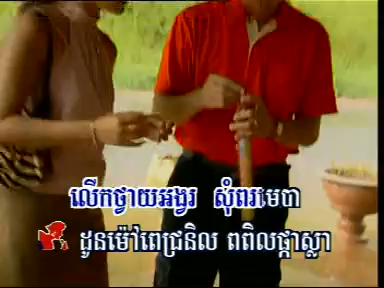 លើកថ្វាយអង្វរ សុំពរាមបា
ដូនម៉ៅពេជ្រនិល ពពិលផ្កាស្លា